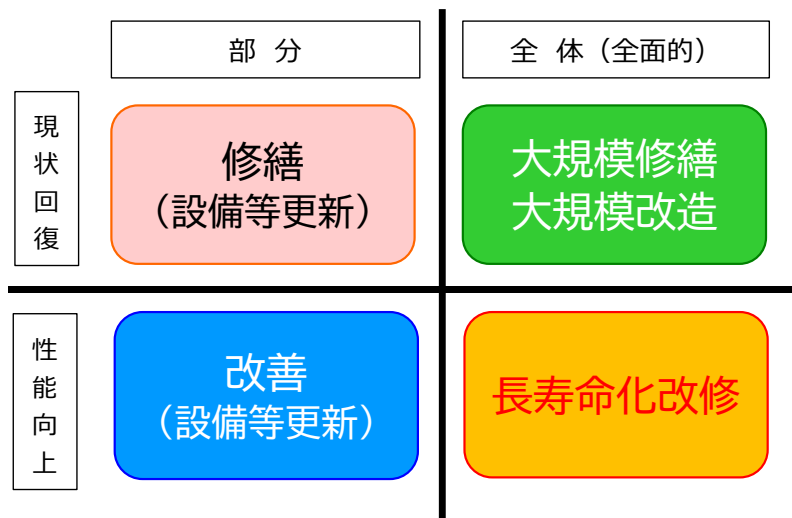 部 分
全 体（全面的）
現状回復
修繕
（設備等更新）
大規模修繕
大規模改造
性能向上
改善
（設備等更新）
長寿命化改修